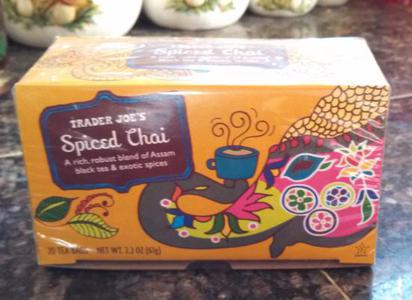 Spiced Chai
TRADER JOE'S
Spiced Chai
A rich, robust blend of Assam
black tea & exotic spices
20 TEA BAGS NET WT. 2.2 OZ (63g)